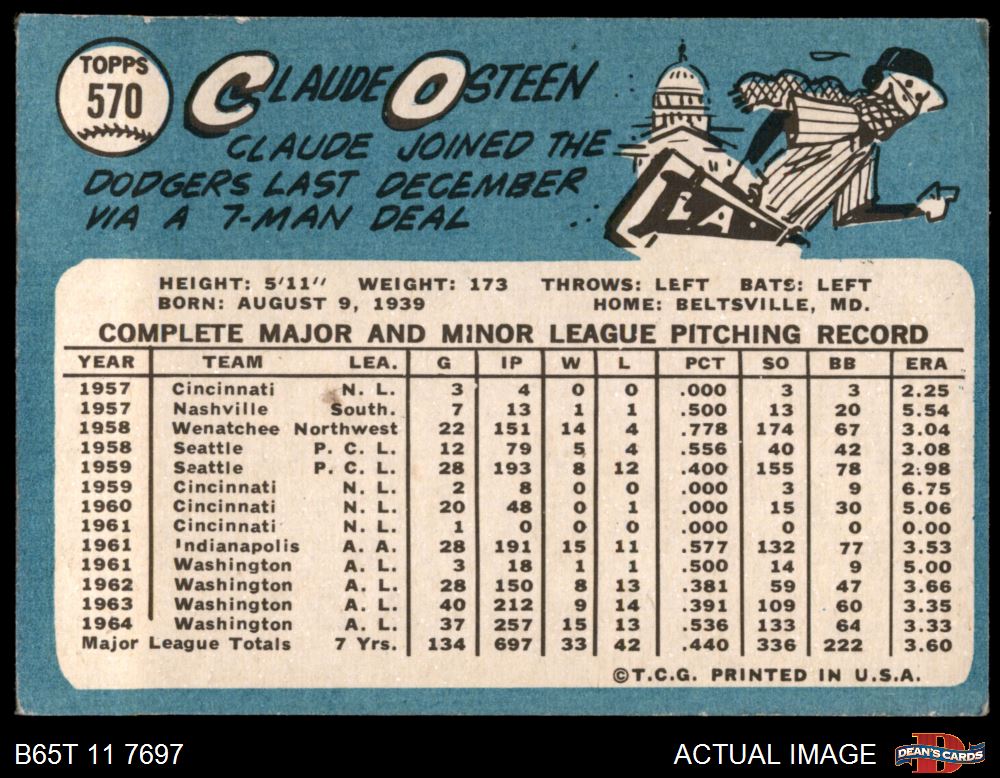 TOPPS
570
CLAUDE OSTEEN
CLAUDE JOINED THE
DODGERS LAST DECEMBER
VIA A 7-MAN DEAL
L.A.
HEIGHT: 5'11" WEIGHT: 173 THROWS: LEFT BATS: LEFT
BORN: AUGUST 9, 1939 HOME: BELTSVILLE, MD.
COMPLETE MAJOR AND MINOR LEAGUE PITCHING RECORD
YEAR TEAM LEA. G IP W L PCT SO BB ERA
1957 Cincinnati N. L. 3 4 0 0 .000 3 3 2.25
1957 Nashville South. 7 13 1 1 .500 13 20 5.54
1958 Wenatchee Northwest 22 151 14 4 .778 174 67 3.04
1958 Seattle P. C. L. 12 79 5 4 .556 40 42 3.08
1959 Seattle P. C. L. 28 193 8 12 .400 155 78 2.98
1959 Cincinnati N. L. 2 8 0 0 .000 3 9 6.75
1960 Cincinnati N. L. 20 48 0 1 .000 15 30 5.06
1961 Cincinnati N. L. 1 0 0 0 .000 0 0 0.00
1961 Indianapolis A. A. 28 191 15 11 .577 132 77 3.53
1961 Washington A. L. 3 18 1 1 .500 14 9 5.00
1962 Washington A. L. 28 150 8 13 .381 59 47 3.66
1963 Washington A. L. 40 212 9 14 .391 109 60 3.35
1964 Washington A. L. 37 257 15 13 .536 133 64 3.33
Major League Totals 7 Yrs. 134 697 33 42 .440 336 222 3.60
©T.C.G. PRINTED IN U.S.A.
B65T 11 7697
ACTUAL IMAGE
D
DEAN'S CARDS